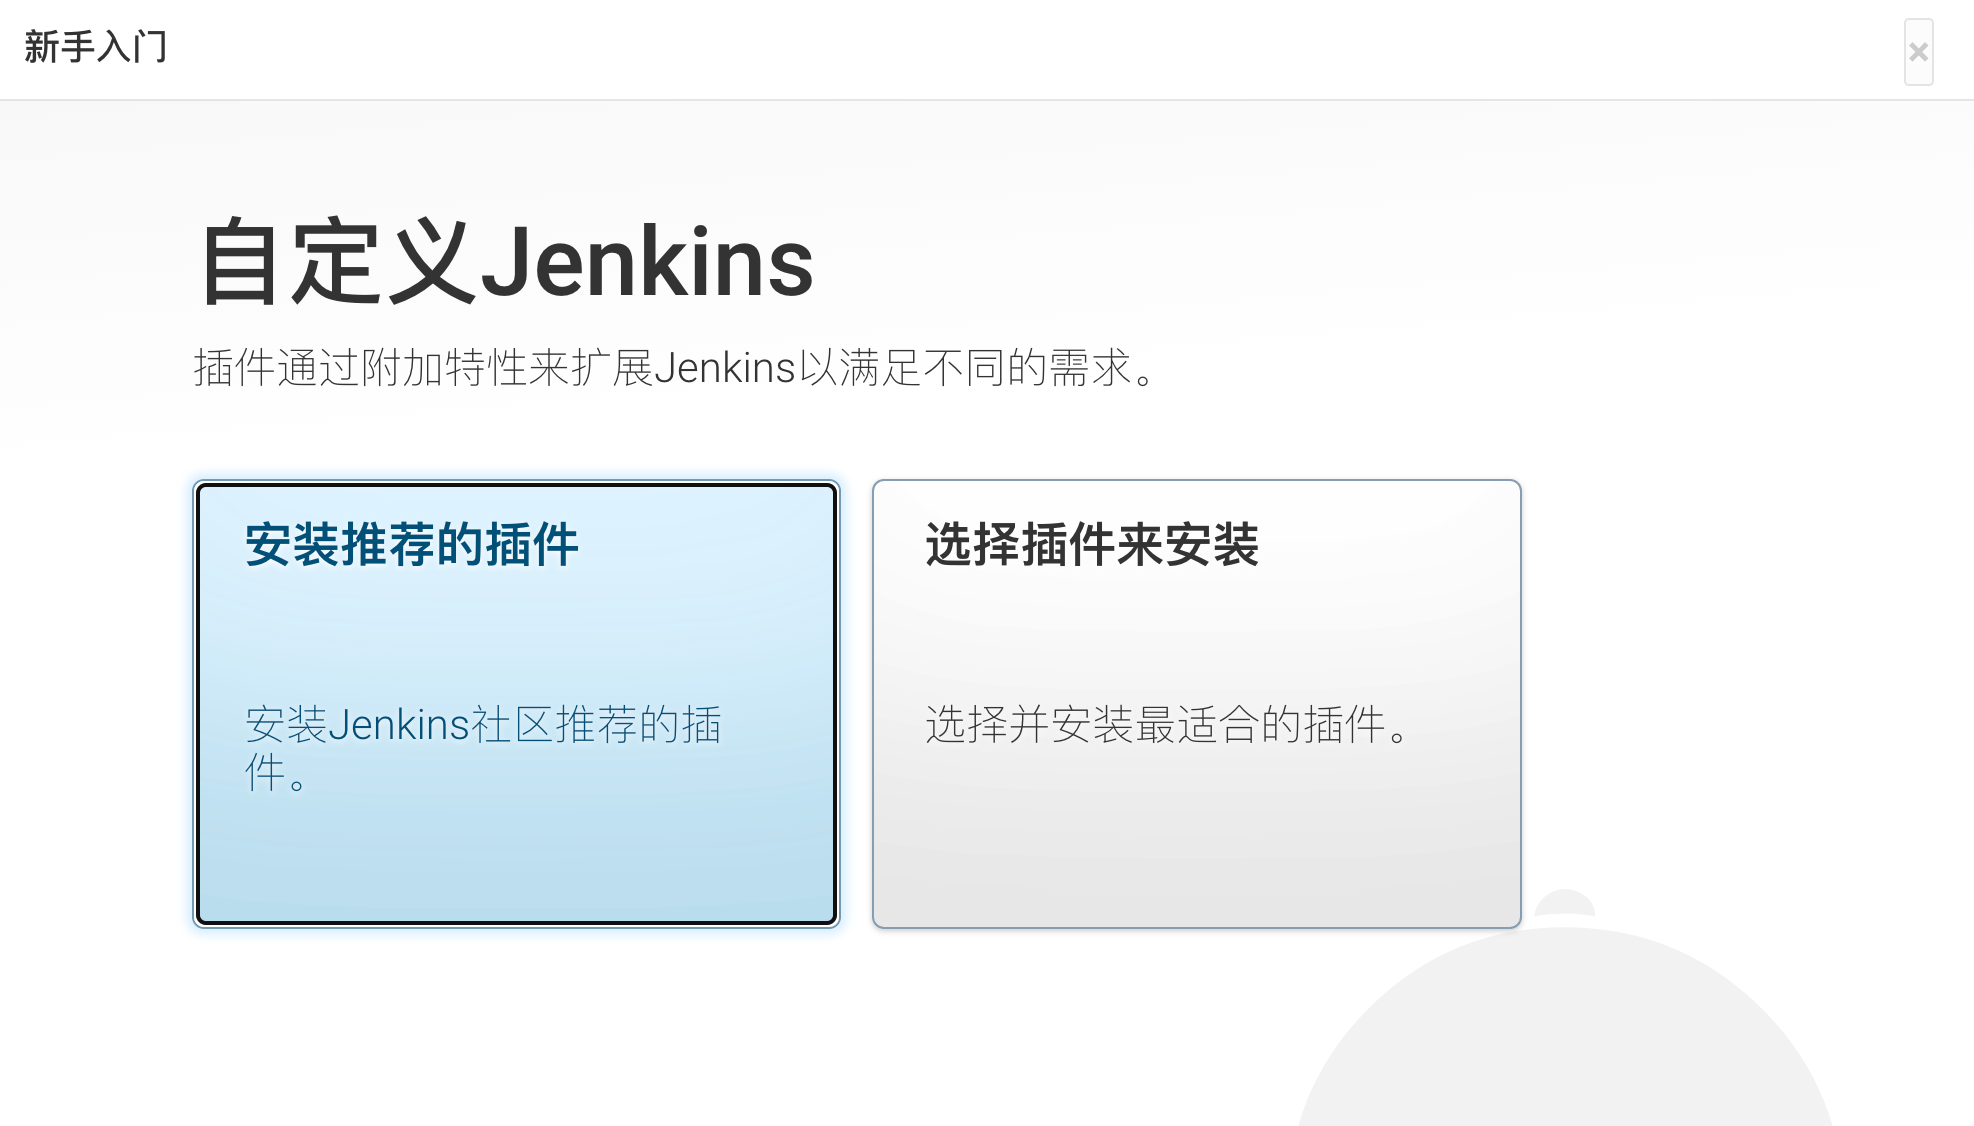 新手入门
×
自定义Jenkins
插件通过附加特性来扩展Jenkins以满足不同的需求。
安装推荐的插件
安装Jenkins社区推荐的插
件。
选择插件来安装
选择并安装最适合的插件。